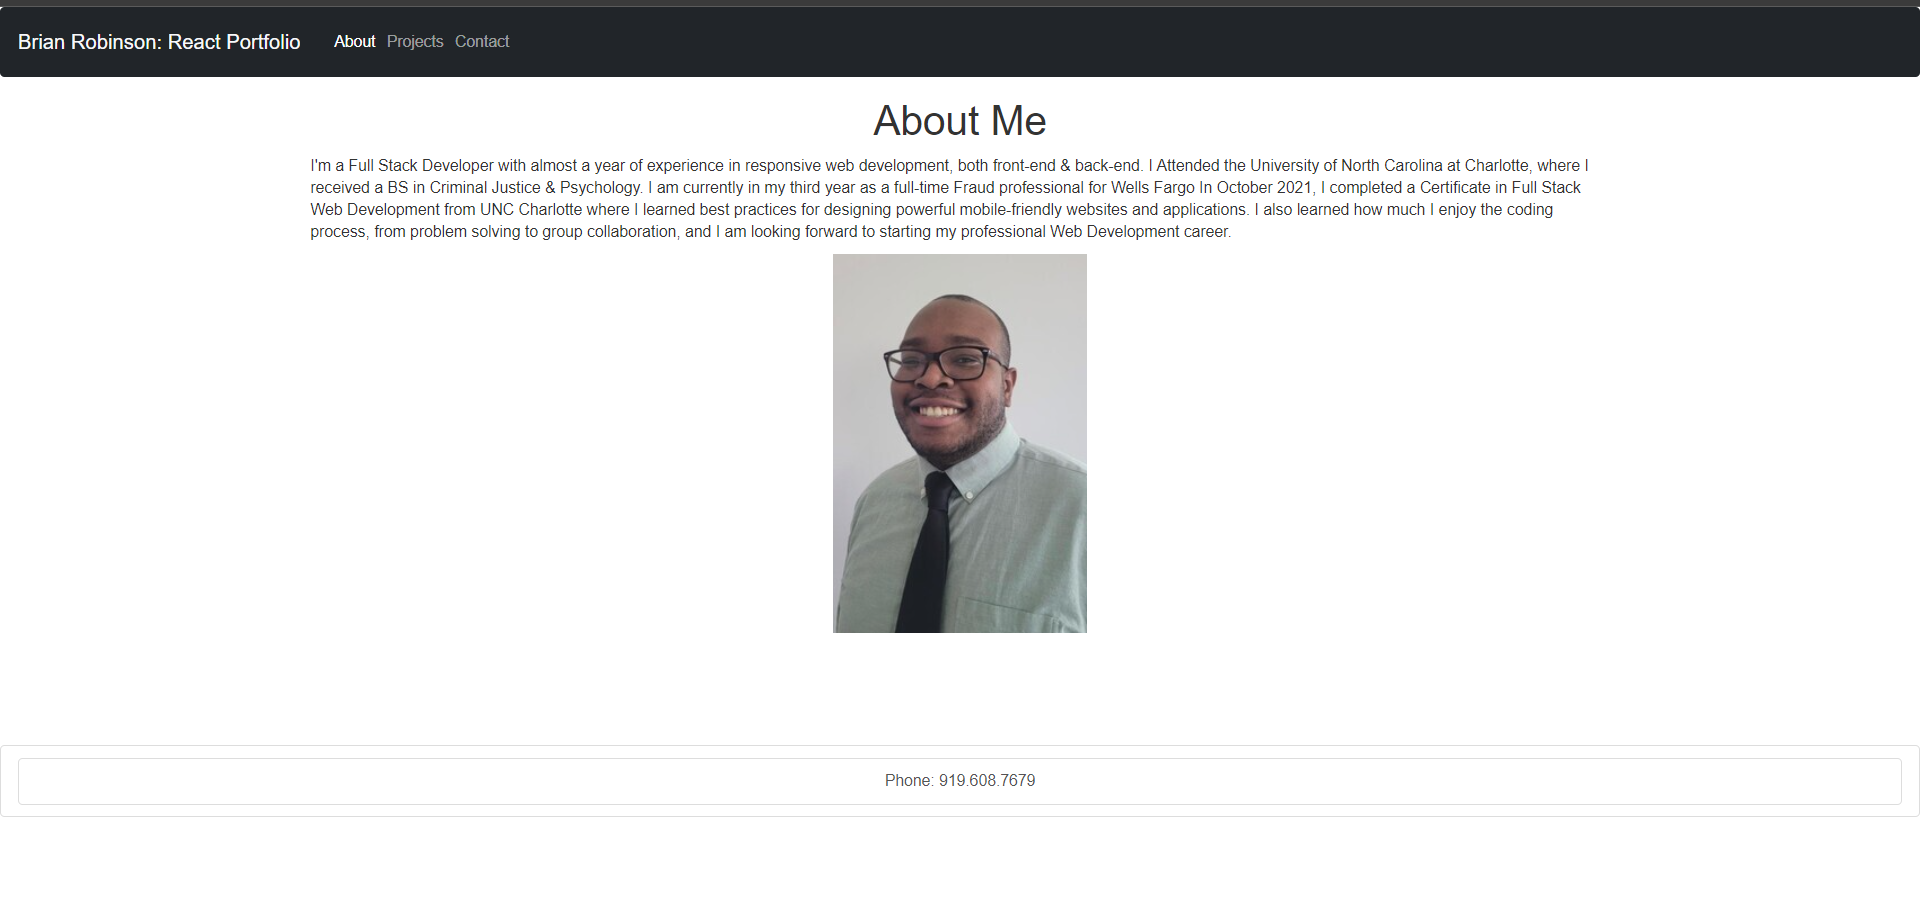 Brian Robinson: React Portfolio About Projects Contact
About Me
I'm a Full Stack Developer with almost a year of experience in responsive web development, both front-end & back-end. I Attended the University of North Carolina at Charlotte, where I
received a BS in Criminal Justice & Psychology. I am currently in my third year as a full-time Fraud professional for Wells Fargo In October 2021, I completed a Certificate in Full Stack
Web Development from UNC Charlotte where I learned best practices for designing powerful mobile-friendly websites and applications. I also learned how much I enjoy the coding
process, from problem solving to group collaboration, and I am looking forward to starting my professional Web Development career.
Phone: 919.608.7679